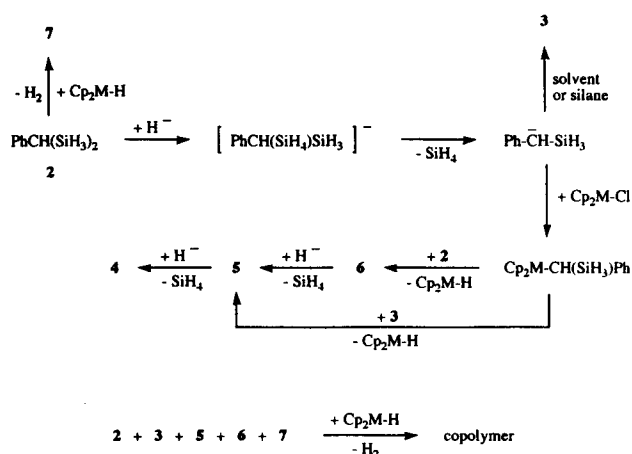 7
3
- H₂ + Cp₂M-H
solvent
or silane
PhCH(SiH₃)₂
+ H⁻
[ PhCH(SiH₄)SiH₃ ]⁻
- SiH₄
Ph-C̄H-SiH₃
2
+ Cp₂M-Cl
4
+ H⁻
- SiH₄
5
+ H⁻
- SiH₄
6
+ 2
- Cp₂M-H
Cp₂M-CH(SiH₃)Ph
+ 3
- Cp₂M-H
2 + 3 + 5 + 6 + 7
+ Cp₂M-H
- H₂
copolymer